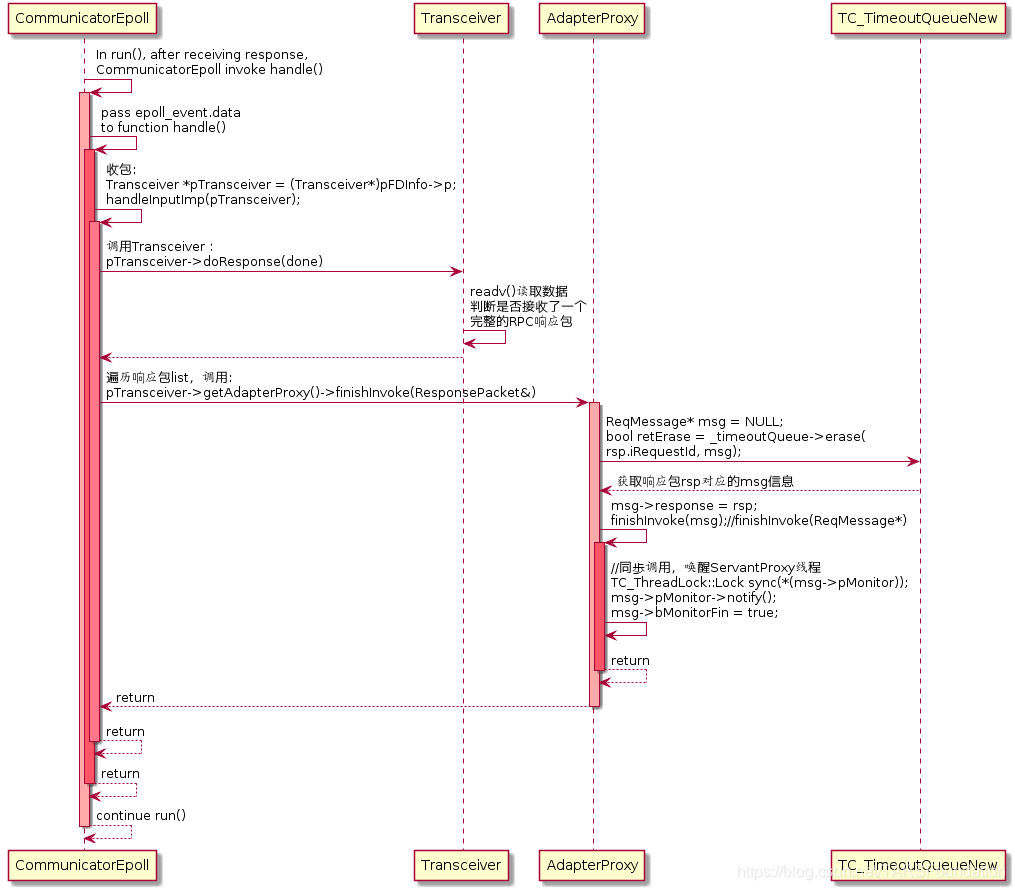 CommunicatorEpoll
Transceiver
AdapterProxy
TC_TimeoutQueueNew
In run(), after receiving response,
CommunicatorEpoll invoke handle()
pass epoll_event.data
to function handle()
收包:
Transceiver *pTransceiver = (Transceiver*)pFDInfo->p;
handleInputImp(pTransceiver);
调用Transceiver :
pTransceiver->doResponse(done)
readv()读取数据
判断是否接收了一个
完整的RPC响应包
遍历响应包list，调用:
pTransceiver->getAdapterProxy()->finishInvoke(ResponsePacket&)
ReqMessage* msg = NULL;
bool retErase = _timeoutQueue->erase(
rsp.iRequestId, msg);
获取响应包rsp对应的msg信息
msg->response = rsp;
finishInvoke(msg);//finishInvoke(ReqMessage*)
//同步调用，唤醒ServantProxy线程
TC_ThreadLock::Lock sync(*(msg->pMonitor));
msg->pMonitor->notify();
msg->bMonitorFin = true;
return
return
return
return
continue run()
CommunicatorEpoll
Transceiver
AdapterProxy
TC_TimeoutQueueNew
https://blog.csdn.net/TARSFoundation